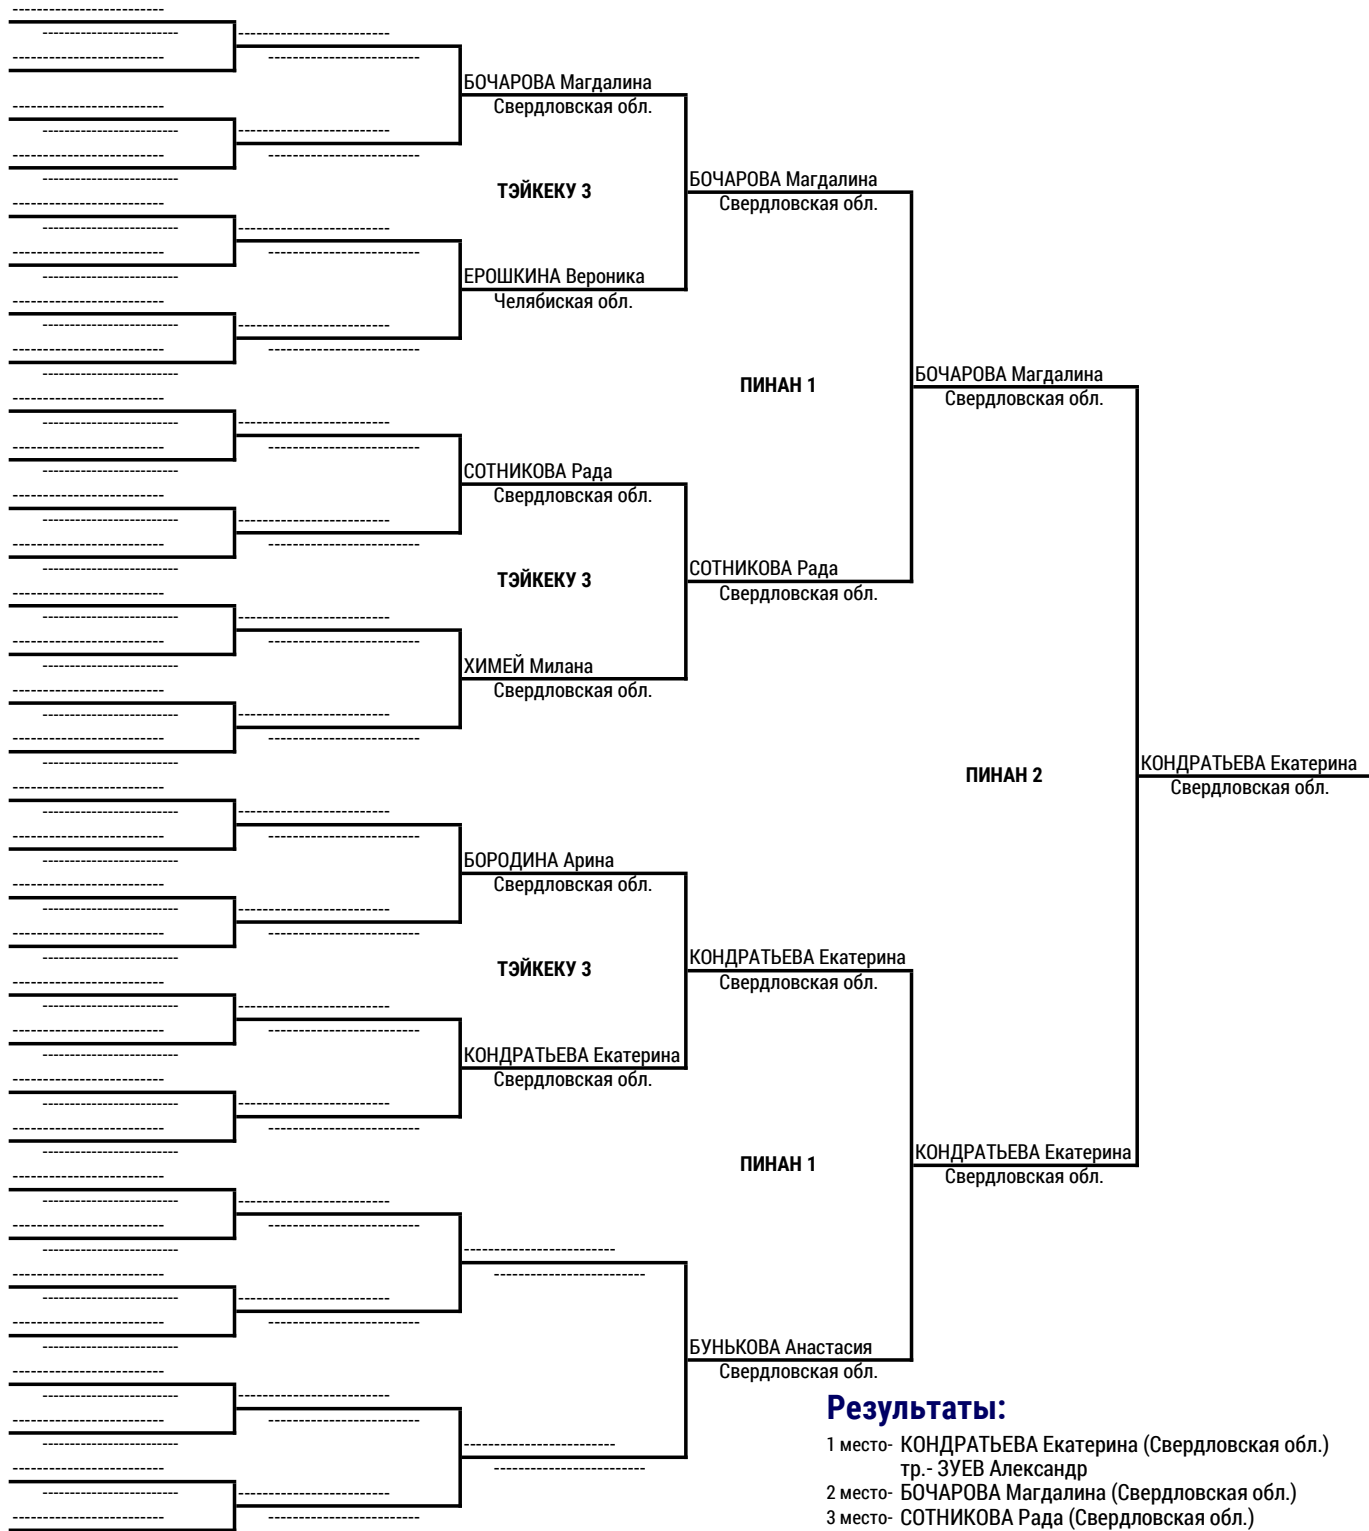 БОЧАРОВА Магдалина
Свердловская обл.
ТЭЙКЕКУ 3
БОЧАРОВА Магдалина
Свердловская обл.
ЕРОШКИНА Вероника
Челябиская обл.
ПИНАН 1
БОЧАРОВА Магдалина
Свердловская обл.
СОТНИКОВА Рада
Свердловская обл.
ТЭЙКЕКУ 3
СОТНИКОВА Рада
Свердловская обл.
ХИМЕЙ Милана
Свердловская обл.
ПИНАН 2
КОНДРАТЬЕВА Екатерина
Свердловская обл.
БОРОДИНА Арина
Свердловская обл.
ТЭЙКЕКУ 3
КОНДРАТЬЕВА Екатерина
Свердловская обл.
КОНДРАТЬЕВА Екатерина
Свердловская обл.
ПИНАН 1
КОНДРАТЬЕВА Екатерина
Свердловская обл.
БУНЬКОВА Анастасия
Свердловская обл.
Результаты:
1 место- КОНДРАТЬЕВА Екатерина (Свердловская обл.)
тр.- ЗУЕВ Александр
2 место- БОЧАРОВА Магдалина (Свердловская обл.)
3 место- СОТНИКОВА Рада (Свердловская обл.)